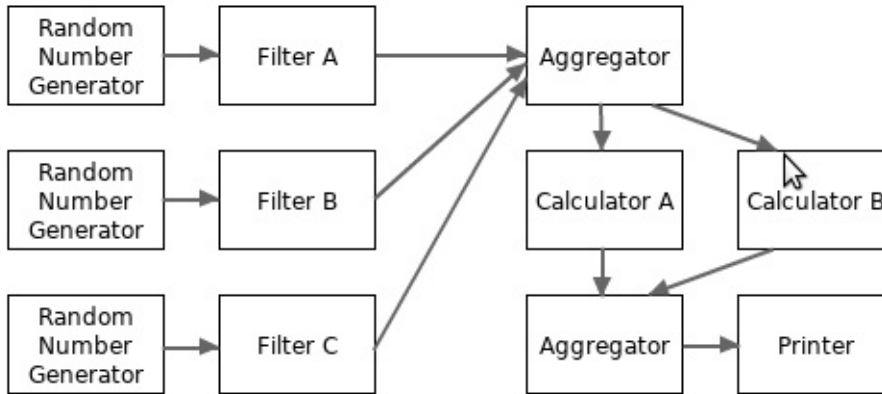 Random
Number
Generator
Filter A
Aggregator
Random
Number
Generator
Filter B
Calculator A
Calculator B
Random
Number
Generator
Filter C
Aggregator
Printer